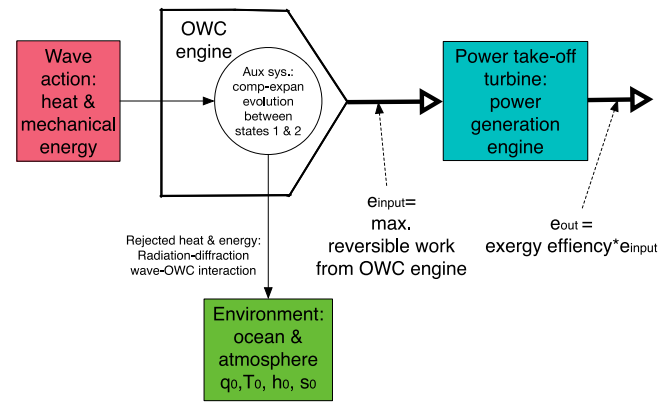 Wave
action:
heat &
mechanical
energy
OWC
engine
Aux sys.:
comp-expan
evolution
between
states 1 & 2
Power take-off
turbine:
power
generation
engine
einput=
max.
reversible work
from OWC engine
eout =
exergy effiency*einput
Rejected heat & energy:
Radiation-diffraction
wave-OWC interaction
Environment:
ocean &
atmosphere
q0,T0, h0, s0